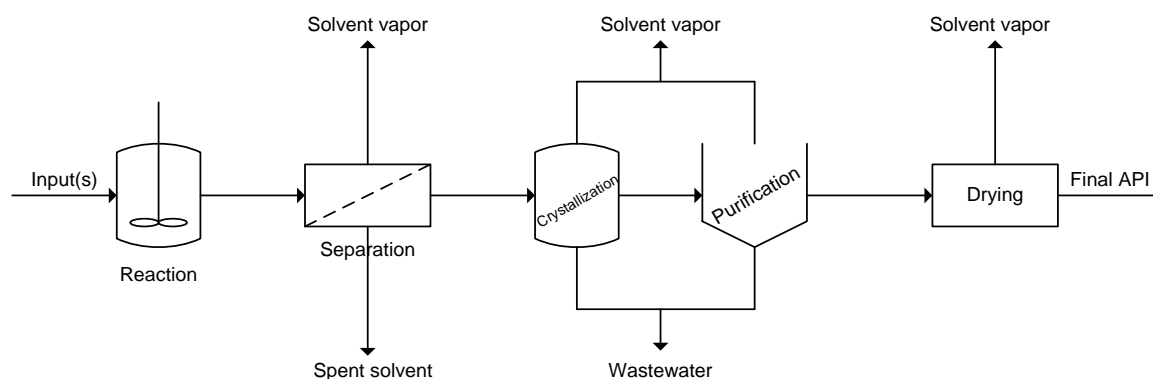 Solvent vapor
Solvent vapor
Solvent vapor
Input(s)
Reaction
Separation
Crystallization
Purification
Drying
Final API
Spent solvent
Wastewater